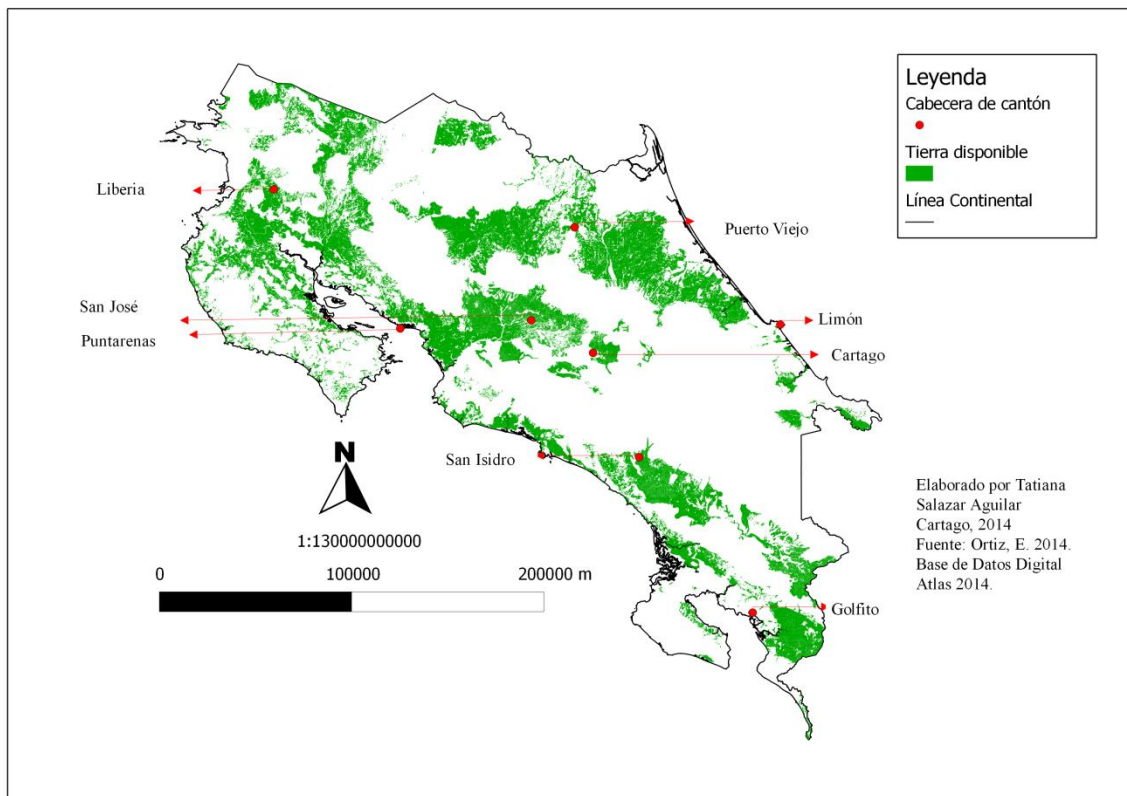 Leyenda
Cabecera de cantón
Tierra disponible
Línea Continental
Liberia
Puerto Viejo
San José
Limón
Puntarenas
Cartago
San Isidro
N
1:130000000000
0 100000 200000 m
Golfito
Elaborado por Tatiana
Salazar Aguilar
Cartago, 2014
Fuente: Ortiz, E. 2014.
Base de Datos Digital
Atlas 2014.